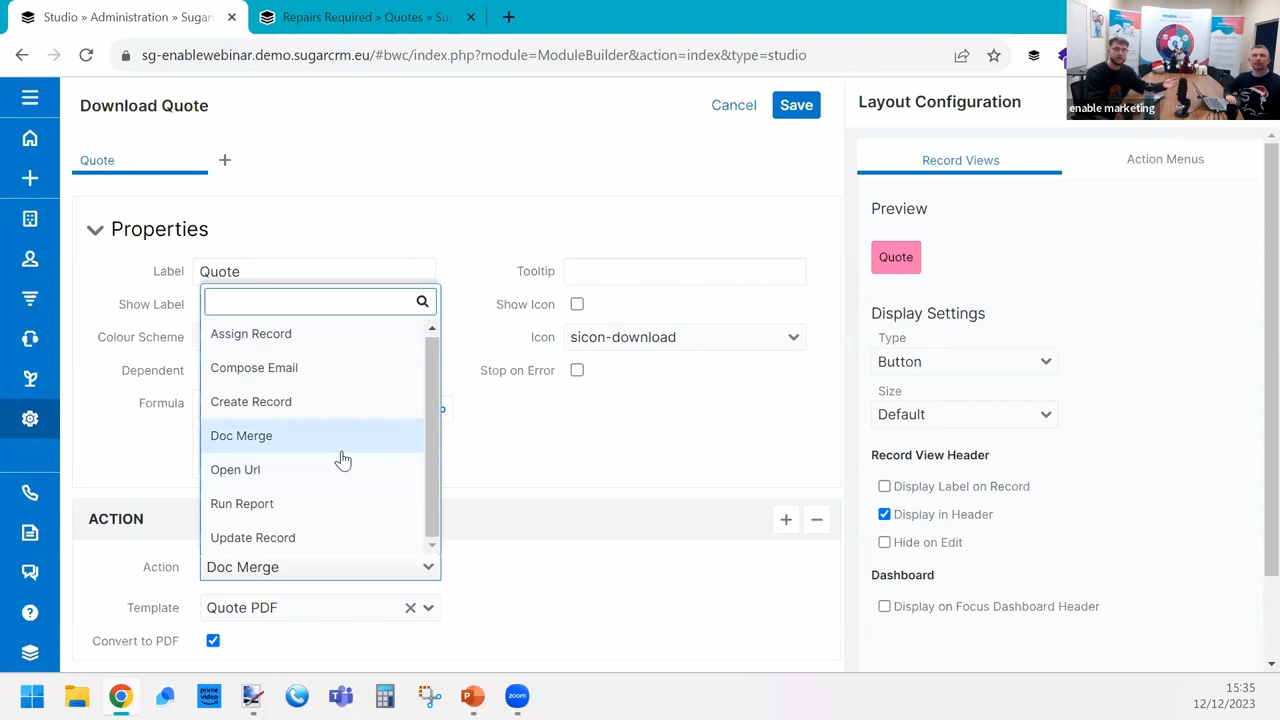 Studio » Administration » Sugar
Repairs Required » Quotes » Su
sg-enablewebinar.demo.sugarcrm.eu/#bwc/index.php?module=ModuleBuilder&action=index&type=studio
enable marketing
Download Quote
Cancel
Save
Quote
Properties
Label
Quote
Tooltip
Show Label
Show Icon
Colour Scheme
Icon
sicon-download
Dependent
Stop on Error
Formula
Assign Record
Compose Email
Create Record
Doc Merge
Open Url
Run Report
Update Record
ACTION
Action
Doc Merge
Template
Quote PDF
Convert to PDF
Layout Configuration
Record Views
Action Menus
Preview
Quote
Display Settings
Type
Button
Size
Default
Record View Header
Display Label on Record
Display in Header
Hide on Edit
Dashboard
Display on Focus Dashboard Header
prime video
zoom
15:35
12/12/2023